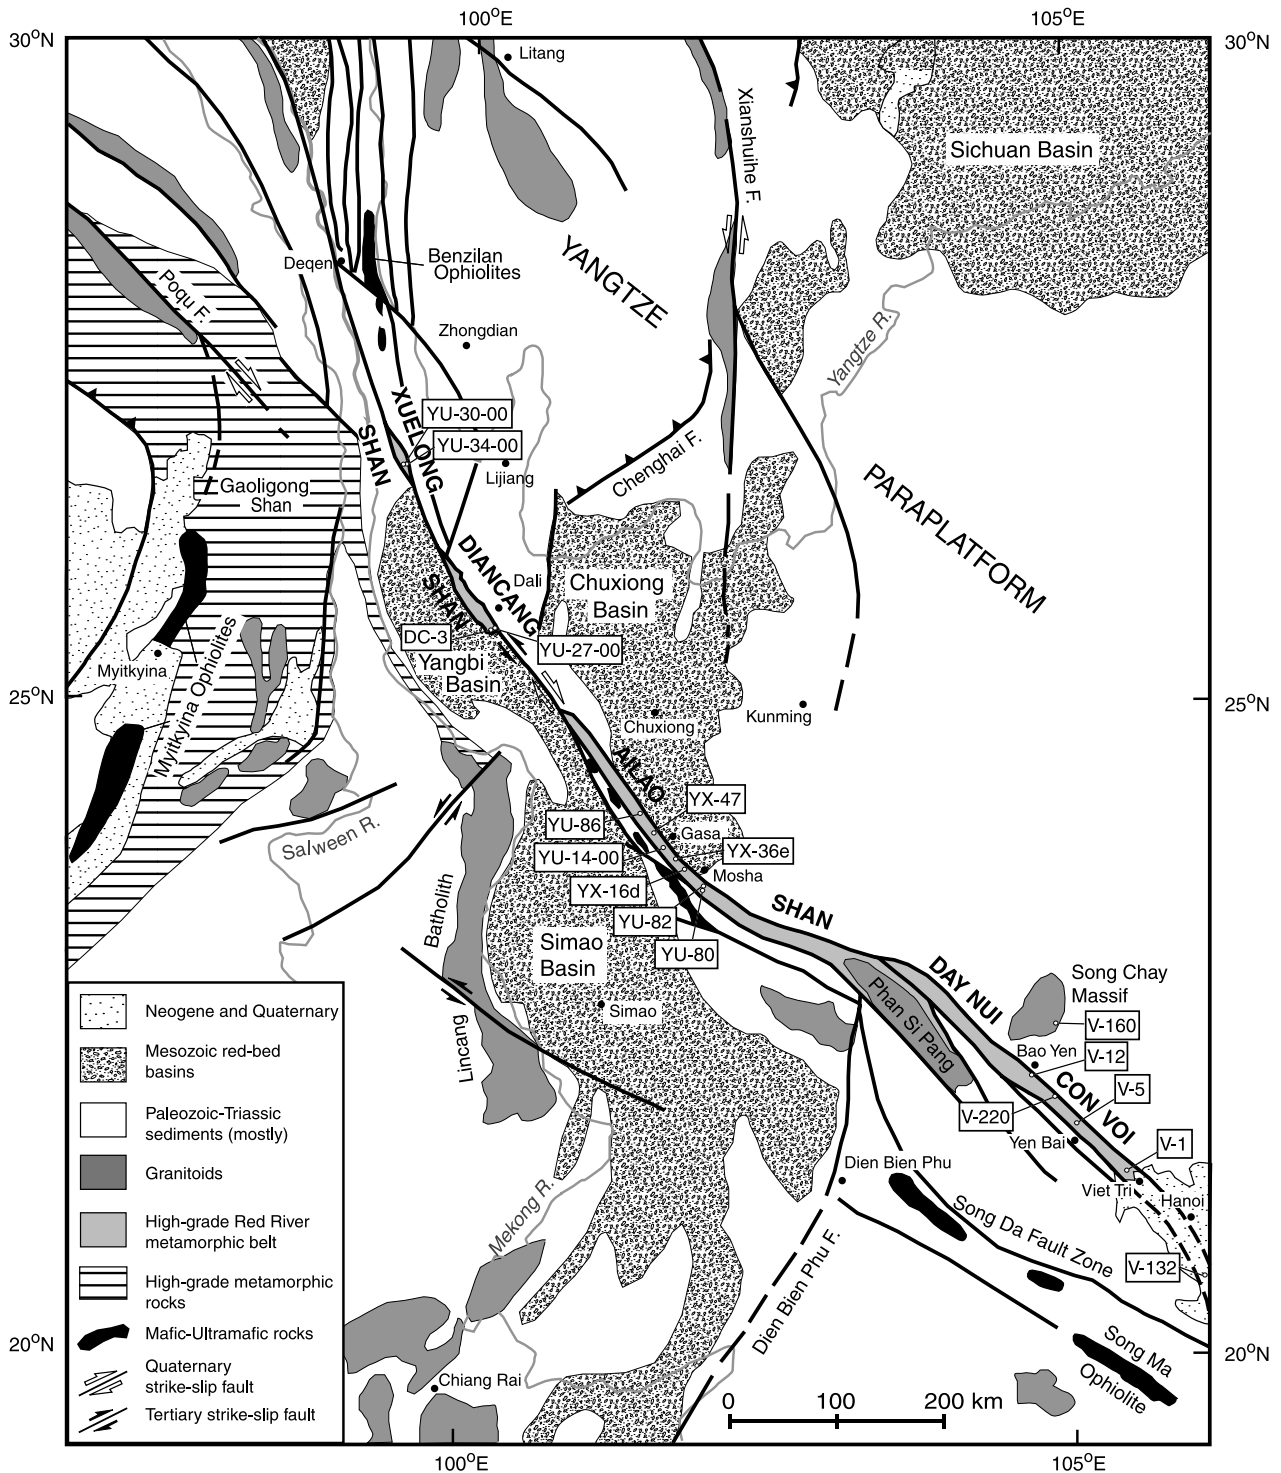 100°E
105°E
30°N
30°N
Litang
Xianshuihe F.
Sichuan Basin
YANGTZE
Deqen
Benzilan
Ophiolites
Poqu F.
Zhongdian
Yangtze R.
XUELONG
SHAN
YU-30-00
YU-34-00
Lijiang
Chenghai F.
Gaoligong
Shan
PARAPLATFORM
DIANCANG
SHAN
Dali
Chuxiong
Basin
DC-3
YU-27-00
Yangbi
Basin
Myitkyina
Myitkyina Ophiolites
25°N
25°N
Chuxiong
Kunming
AILAO
YX-47
YU-86
Gasa
YU-14-00
YX-36e
Mosha
YX-16d
SHAN
YU-82
YU-80
Salween R.
Batholith
Lincang
Simao
Basin
Simao
DAY NUI
Song Chay
Massif
V-160
Phan Si Pang
Bao Yen
V-12
CON VOI
V-5
V-220
Yen Bai
V-1
Dien Bien Phu
Viet Tri
Hanoi
Mekong R.
Song Da Fault Zone
V-132
Dien Bien Phu F.
20°N
20°N
Song Ma
Ophiolite
Chiang Rai
0 100 200 km
Neogene and Quaternary
Mesozoic red-bed
basins
Paleozoic-Triassic
sediments (mostly)
Granitoids
High-grade Red River
metamorphic belt
High-grade metamorphic
rocks
Mafic-Ultramafic rocks
Quaternary
strike-slip fault
Tertiary strike-slip fault
100°E
105°E